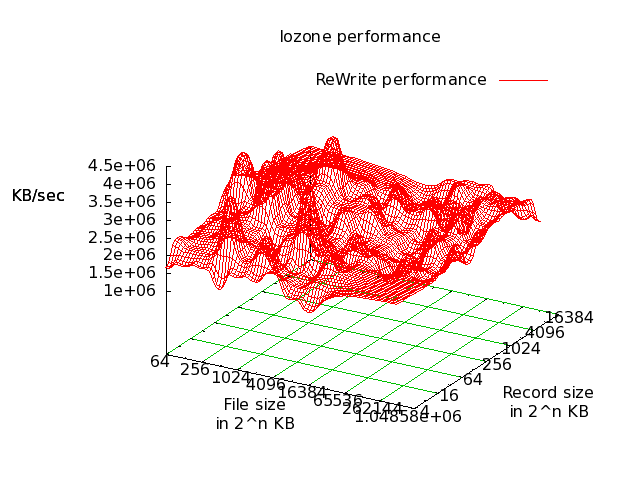 Iozone performance
ReWrite performance
4.5e+06
4e+06
3.5e+06
3e+06
2.5e+06
2e+06
1.5e+06
1e+06
KB/sec
64
256
1024
4096
16384
65536
262144
1.04858e+06
File size
in 2^n KB
4
16
64
256
1024
4096
16384
Record size
in 2^n KB